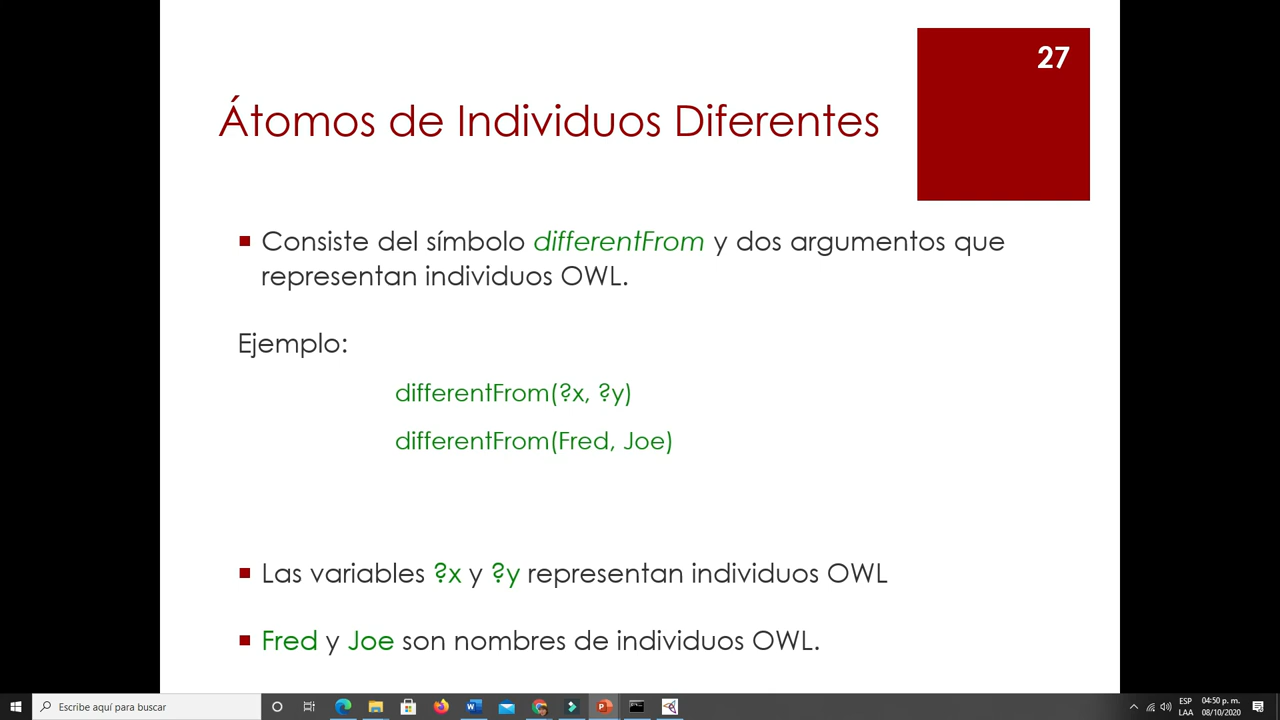 27
Átomos de Individuos Diferentes
Consiste del símbolo differentFrom y dos argumentos que
representan individuos OWL.
Ejemplo:
differentFrom(?x, ?y)
differentFrom(Fred, Joe)
Las variables ?x y ?y representan individuos OWL
Fred y Joe son nombres de individuos OWL.
Escribe aquí para buscar
ESP
LAA
04:50 p. m.
08/10/2020